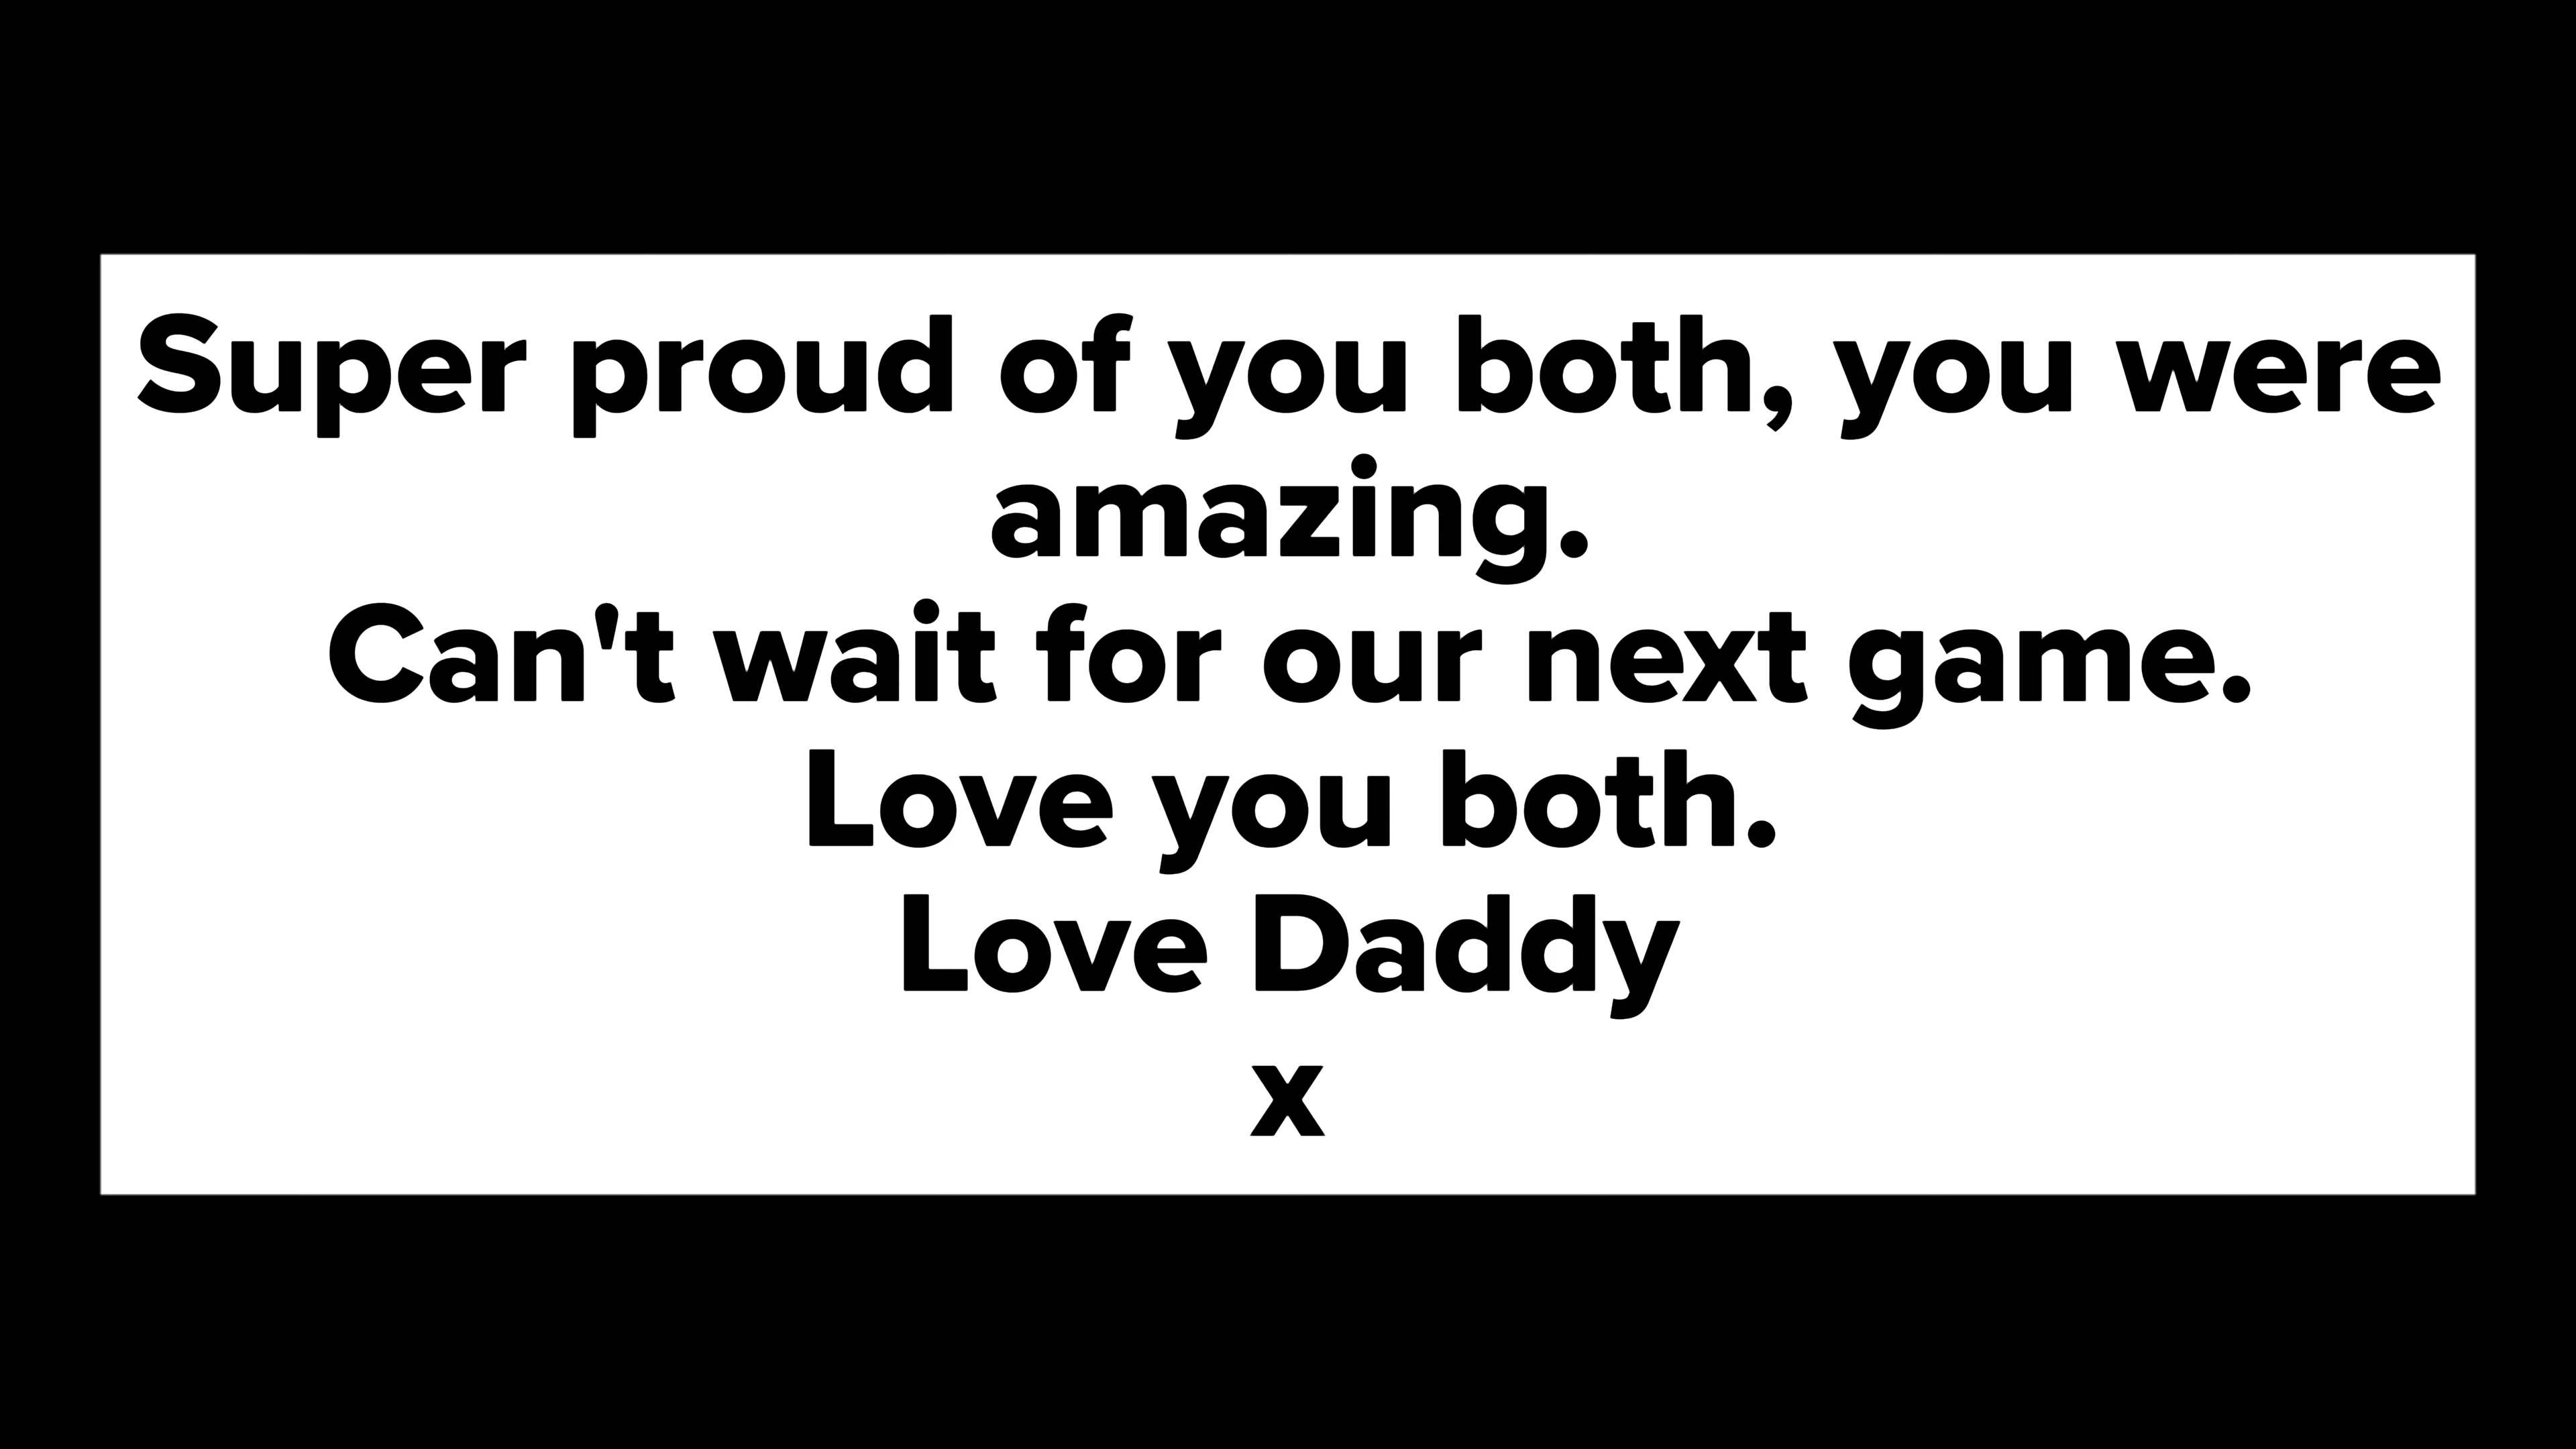 Super proud of you both, you were
amazing.
Can't wait for our next game.
Love you both.
Love Daddy
x